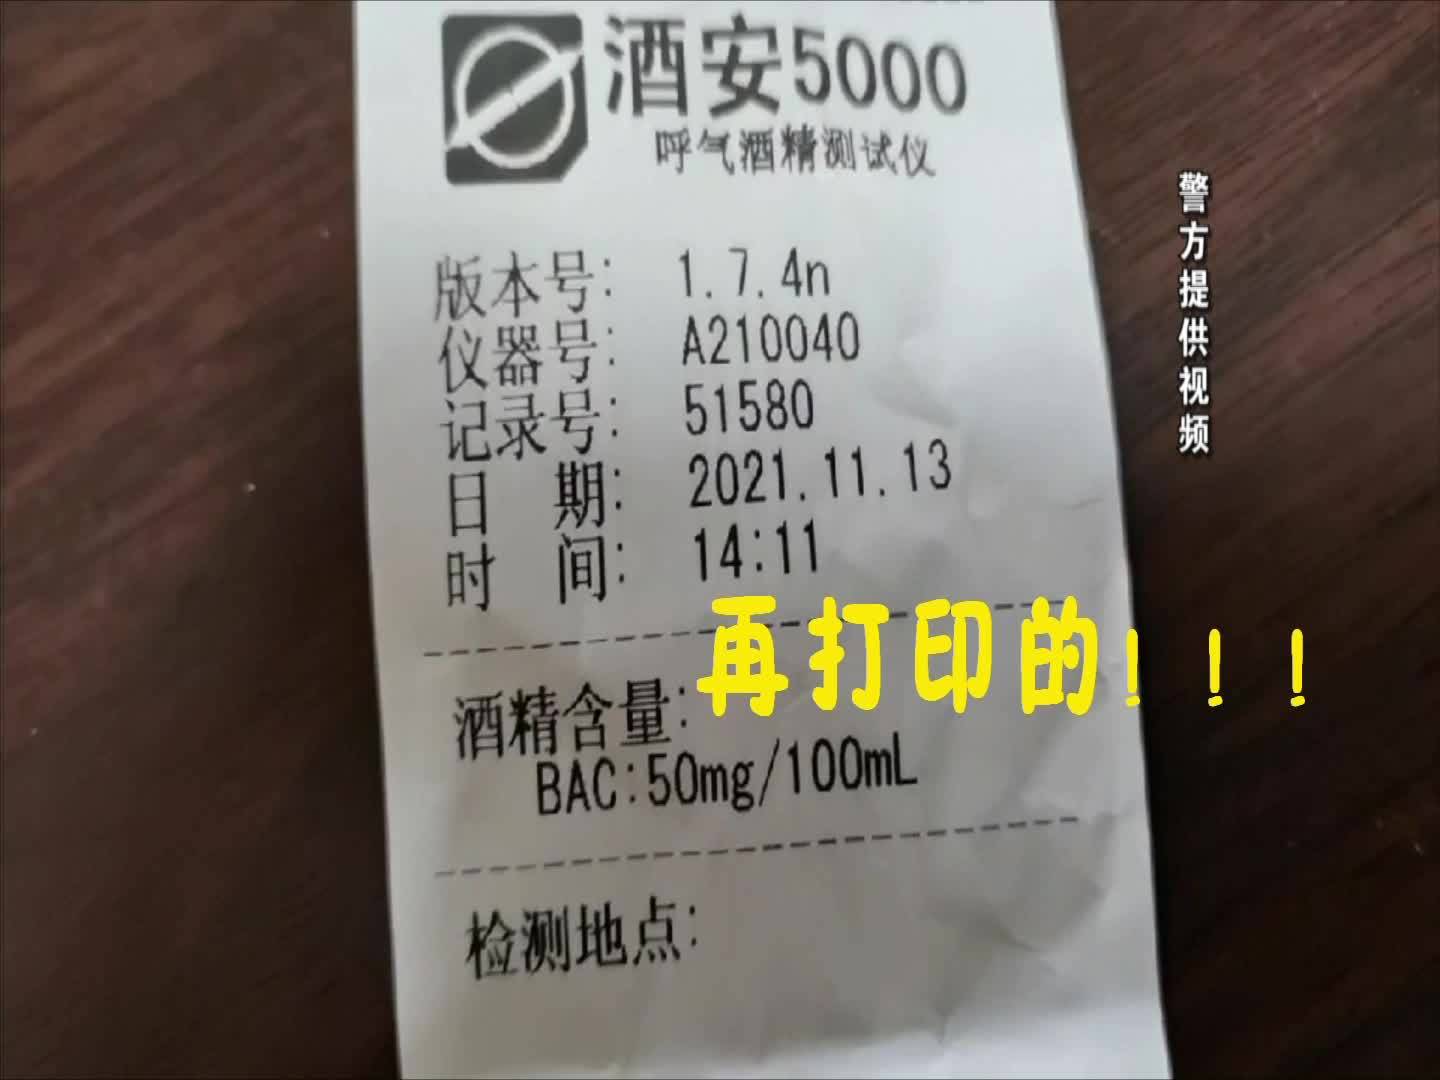 酒安5000
呼气酒精测试仪
版本号: 1.7.4n
仪器号: A210040
记录号: 51580
日 期: 2021.11.13
时 间: 14:11
再打印的!!!
酒精含量:
BAC:50mg/100mL
检测地点:
警方提供视频